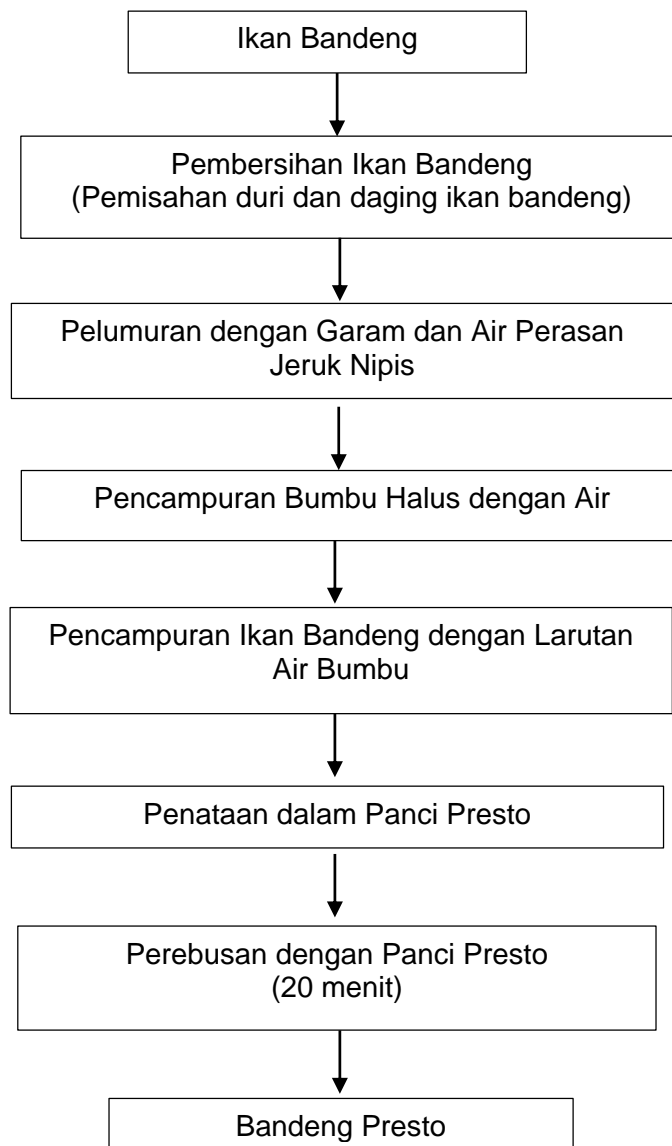 Ikan Bandeng
Pembersihan Ikan Bandeng
(Pemisahan duri dan daging ikan bandeng)
Pelumuran dengan Garam dan Air Perasan
Jeruk Nipis
Pencampuran Bumbu Halus dengan Air
Pencampuran Ikan Bandeng dengan Larutan
Air Bumbu
Penataan dalam Panci Presto
Perebusan dengan Panci Presto
(20 menit)
Bandeng Presto